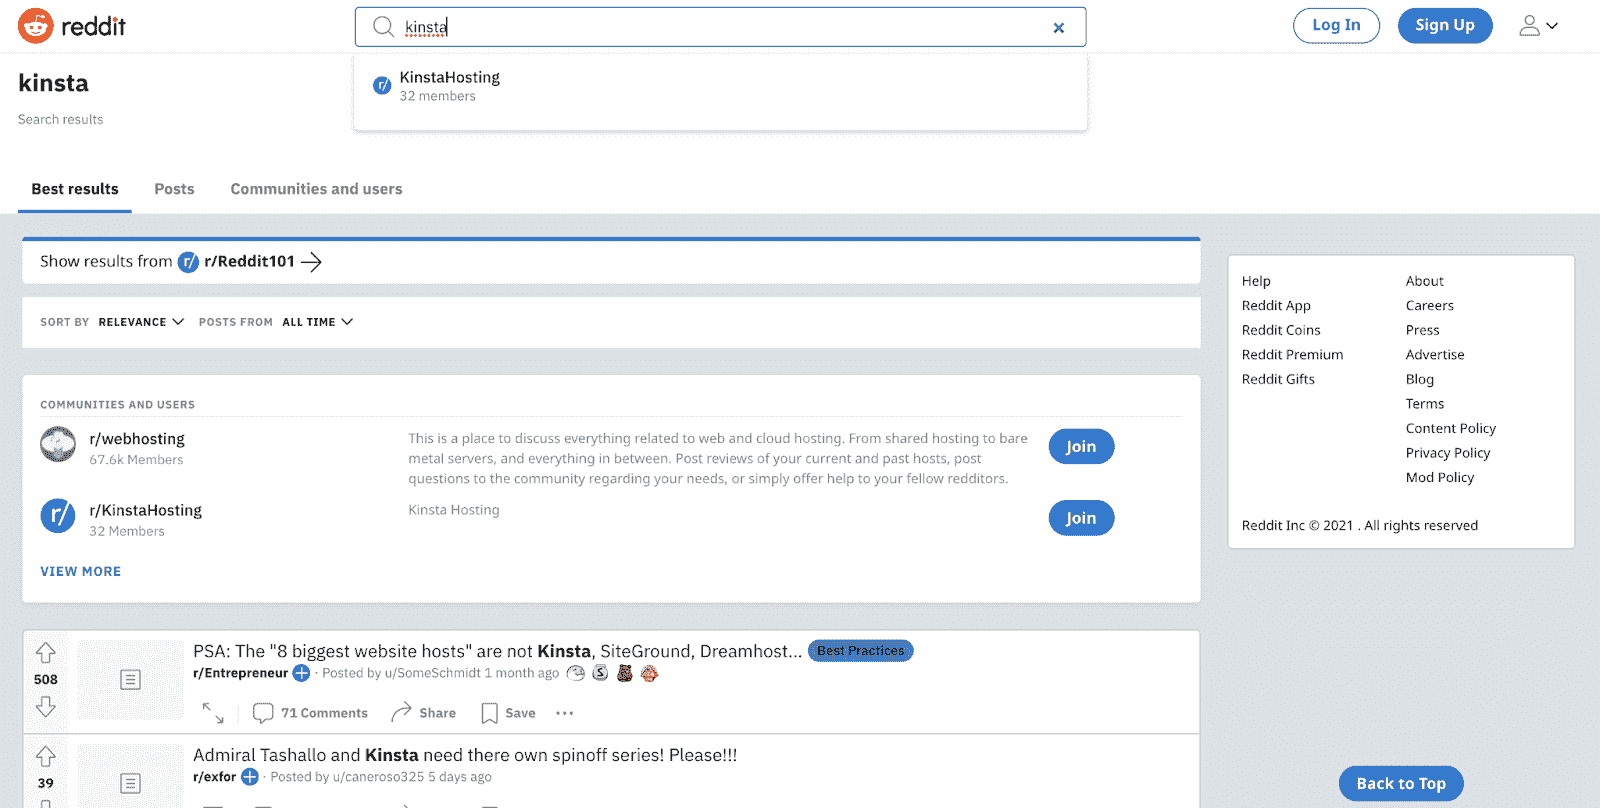 reddit
kinsta
Log In
Sign Up
KinstaHosting
32 members
kinsta
Search results
Best results
Posts
Communities and users
Show results from r/ r/Reddit101
SORT BY RELEVANCE POSTS FROM ALL TIME
COMMUNITIES AND USERS
r/webhosting
67.6k Members
This is a place to discuss everything related to web and cloud hosting. From shared hosting to bare
metal servers, and everything in between. Post reviews of your current and past hosts, post
questions to the community regarding your needs, or simply offer help to your fellow redditors.
Join
r/
r/KinstaHosting
32 Members
Kinsta Hosting
Join
VIEW MORE
508
PSA: The "8 biggest website hosts" are not Kinsta, SiteGround, Dreamhost... Best Practices
r/Entrepreneur · Posted by u/SomeSchmidt 1 month ago
71 Comments Share Save ...
39
Admiral Tashallo and Kinsta need there own spinoff series! Please!!!
r/exfor · Posted by u/caneroso325 5 days ago
Help
Reddit App
Reddit Coins
Reddit Premium
Reddit Gifts
About
Careers
Press
Advertise
Blog
Terms
Content Policy
Privacy Policy
Mod Policy
Reddit Inc © 2021 . All rights reserved
Back to Top